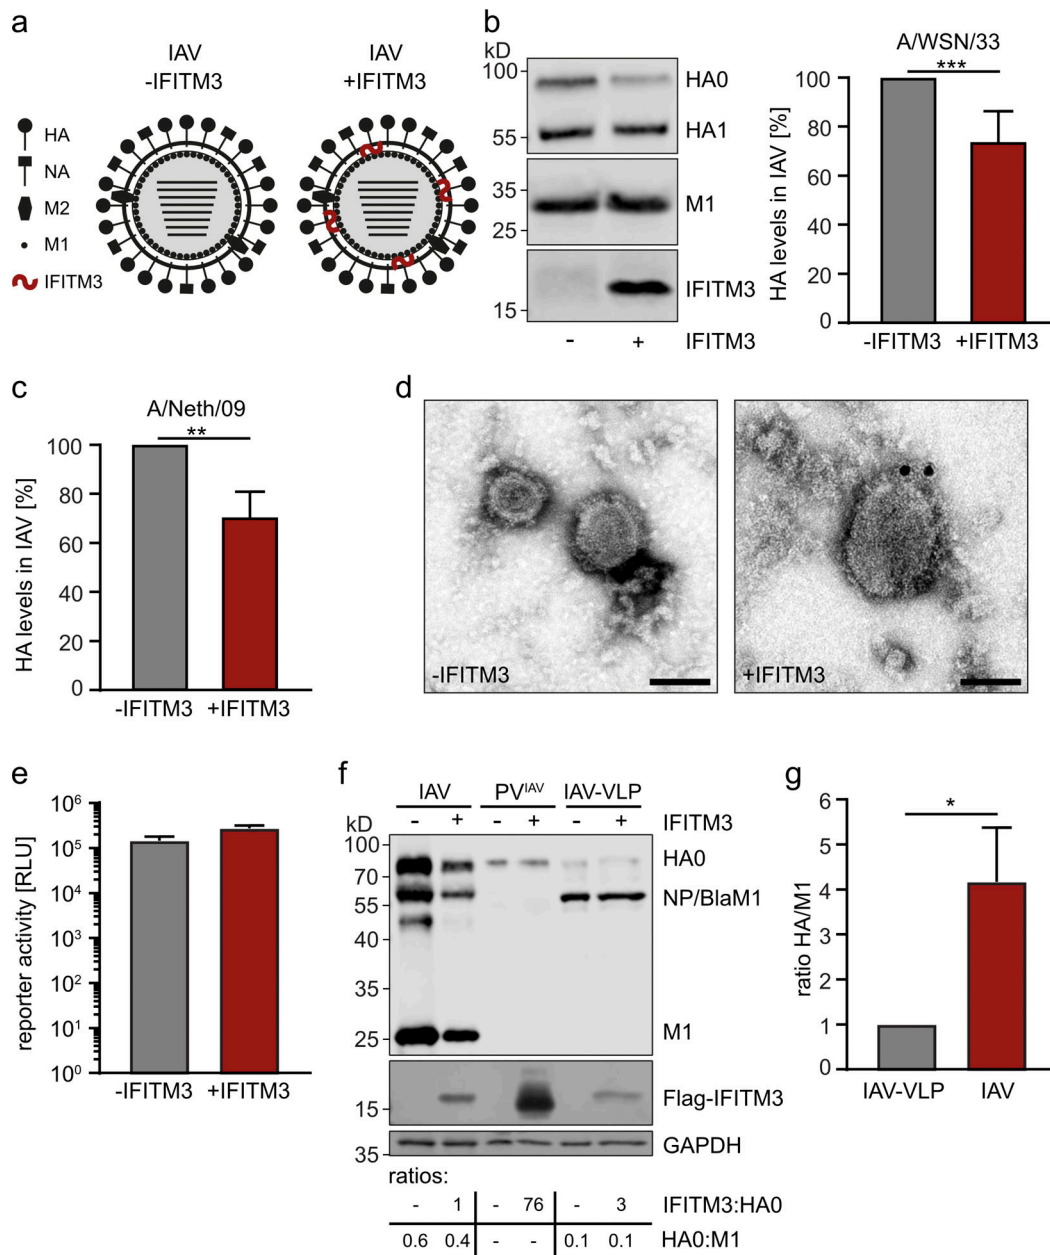 a
IAV
-IFITM3
IAV
+IFITM3
HA
NA
M2
M1
IFITM3
b
kD
100
55
35
25
15
HA0
HA1
M1
IFITM3
- + IFITM3
A/WSN/33
***
HA levels in IAV [%]
100
80
60
40
20
0
-IFITM3 +IFITM3
c
A/Neth/09
**
HA levels in IAV [%]
100
80
60
40
20
0
-IFITM3 +IFITM3
d
-IFITM3
+IFITM3
e
reporter activity [RLU]
10⁶
10⁵
10⁴
10³
10²
10¹
10⁰
-IFITM3 +IFITM3
f
IAV PVᴵᴬⱽ IAV-VLP
- + - + - + IFITM3
kD
100
70
55
40
35
25
15
35
HA0
NP/BlaM1
M1
Flag-IFITM3
GAPDH
ratios:
- 1 - 76 - 3 IFITM3:HA0
0.6 0.4 - - 0.1 0.1 HA0:M1
g
*
ratio HA/M1
6
5
4
3
2
1
0
IAV-VLP IAV